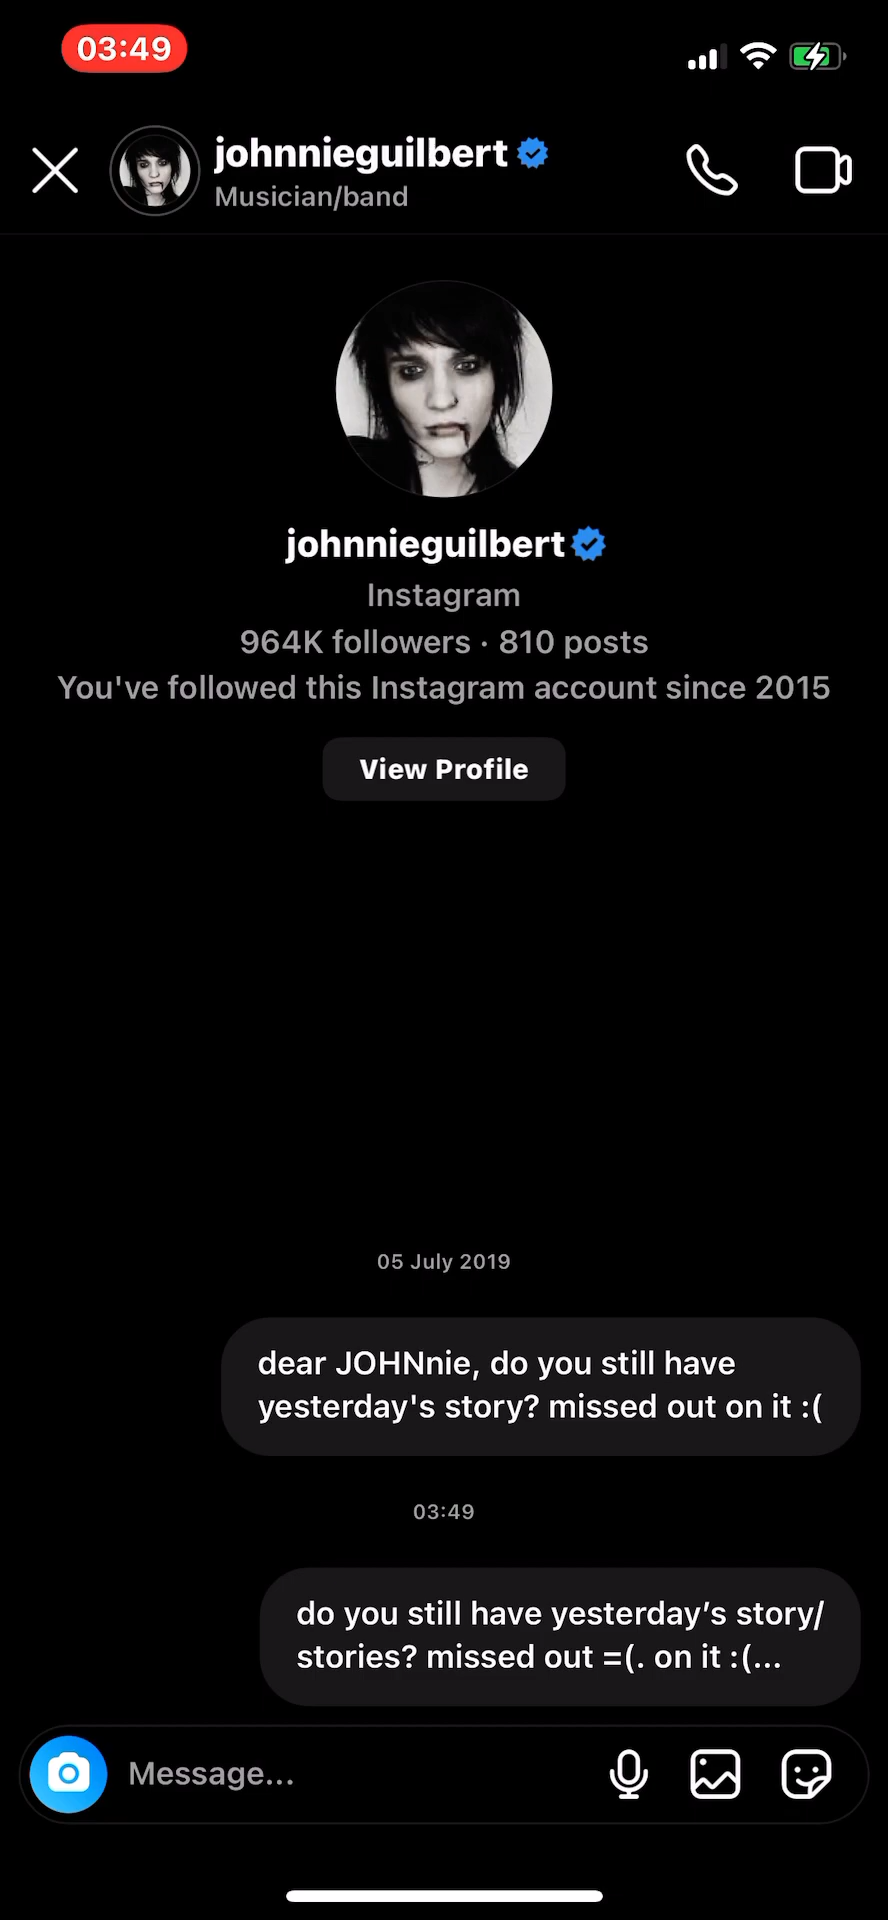 03:49
johnnieguilbert
Musician/band
johnnieguilbert
Instagram
964K followers · 810 posts
You've followed this Instagram account since 2015
View Profile
05 July 2019
dear JOHNnie, do you still have
yesterday's story? missed out on it :(
03:49
do you still have yesterday’s story/
stories? missed out =(. on it :(...
Message...